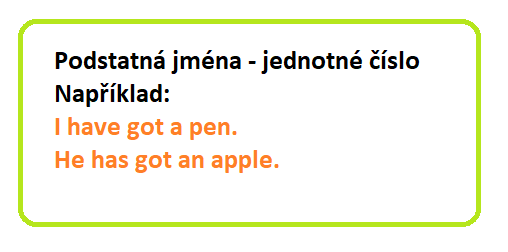 Podstatná jména - jednotné číslo
Například:
I have got a pen.
He has got an apple.